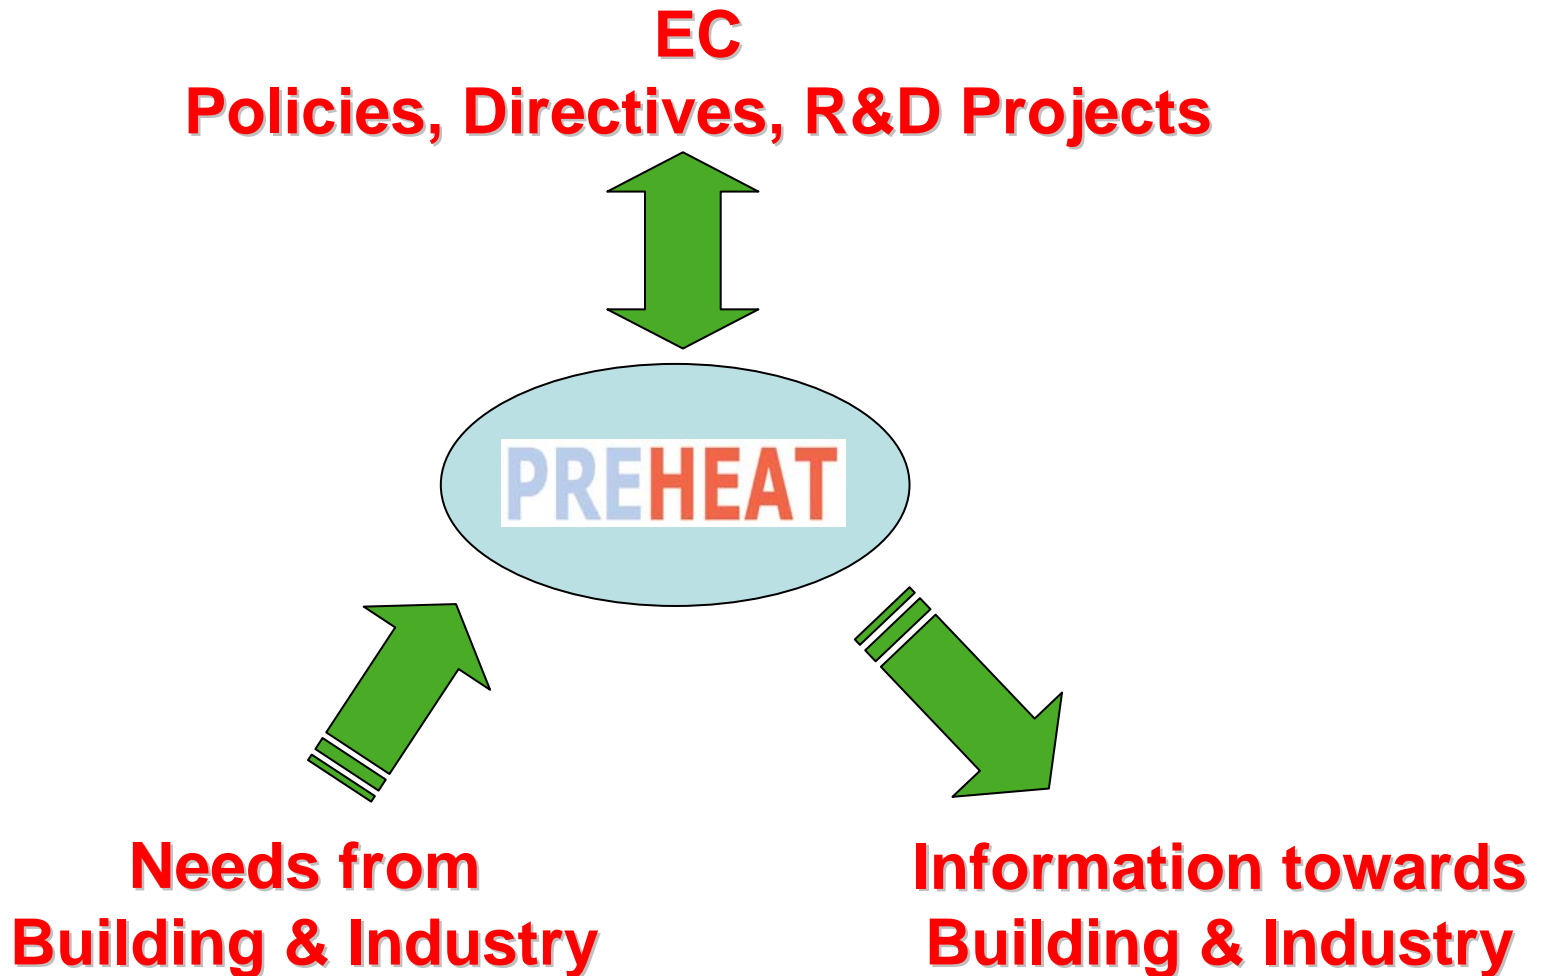 EC
Policies, Directives, R&D Projects
PREHEAT
Needs from
Building & Industry
Information towards
Building & Industry